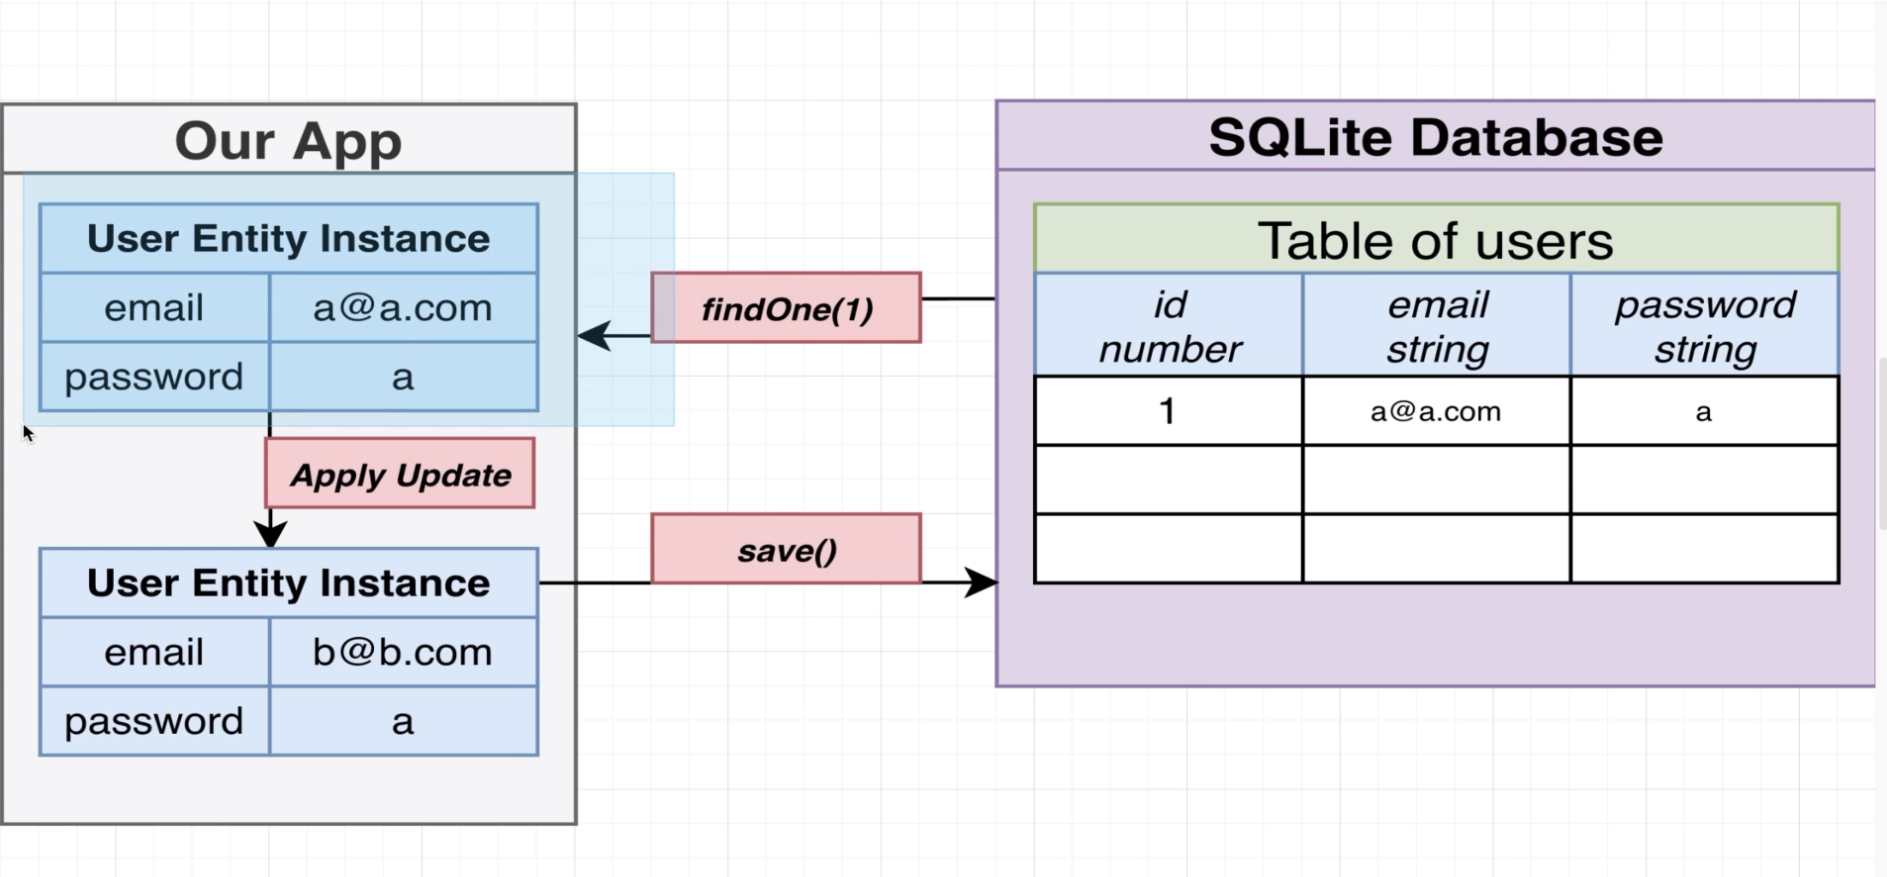 Our App
User Entity Instance
email a@a.com
password a
Apply Update
User Entity Instance
email b@b.com
password a
findOne(1)
save()
SQLite Database
Table of users
id email password
number string string
1 a@a.com a